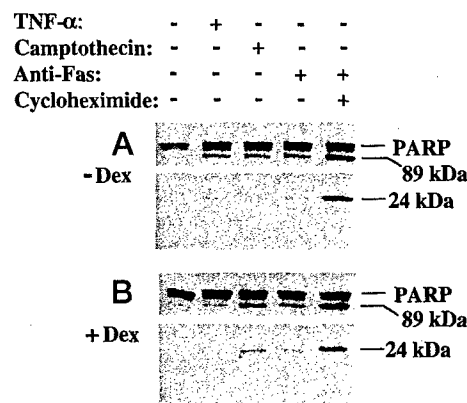 TNF-α: - + - - -
Camptothecin: - - + - -
Anti-Fas: - - - + +
Cycloheximide: - - - - +
A
- Dex
PARP
89 kDa
24 kDa
B
+ Dex
PARP
89 kDa
24 kDa